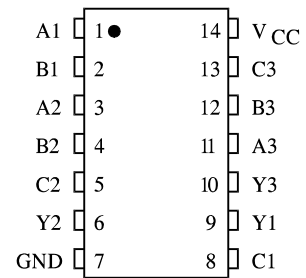 A1 1 14 VCC
B1 2 13 C3
A2 3 12 B3
B2 4 11 A3
C2 5 10 Y3
Y2 6 9 Y1
GND 7 8 C1